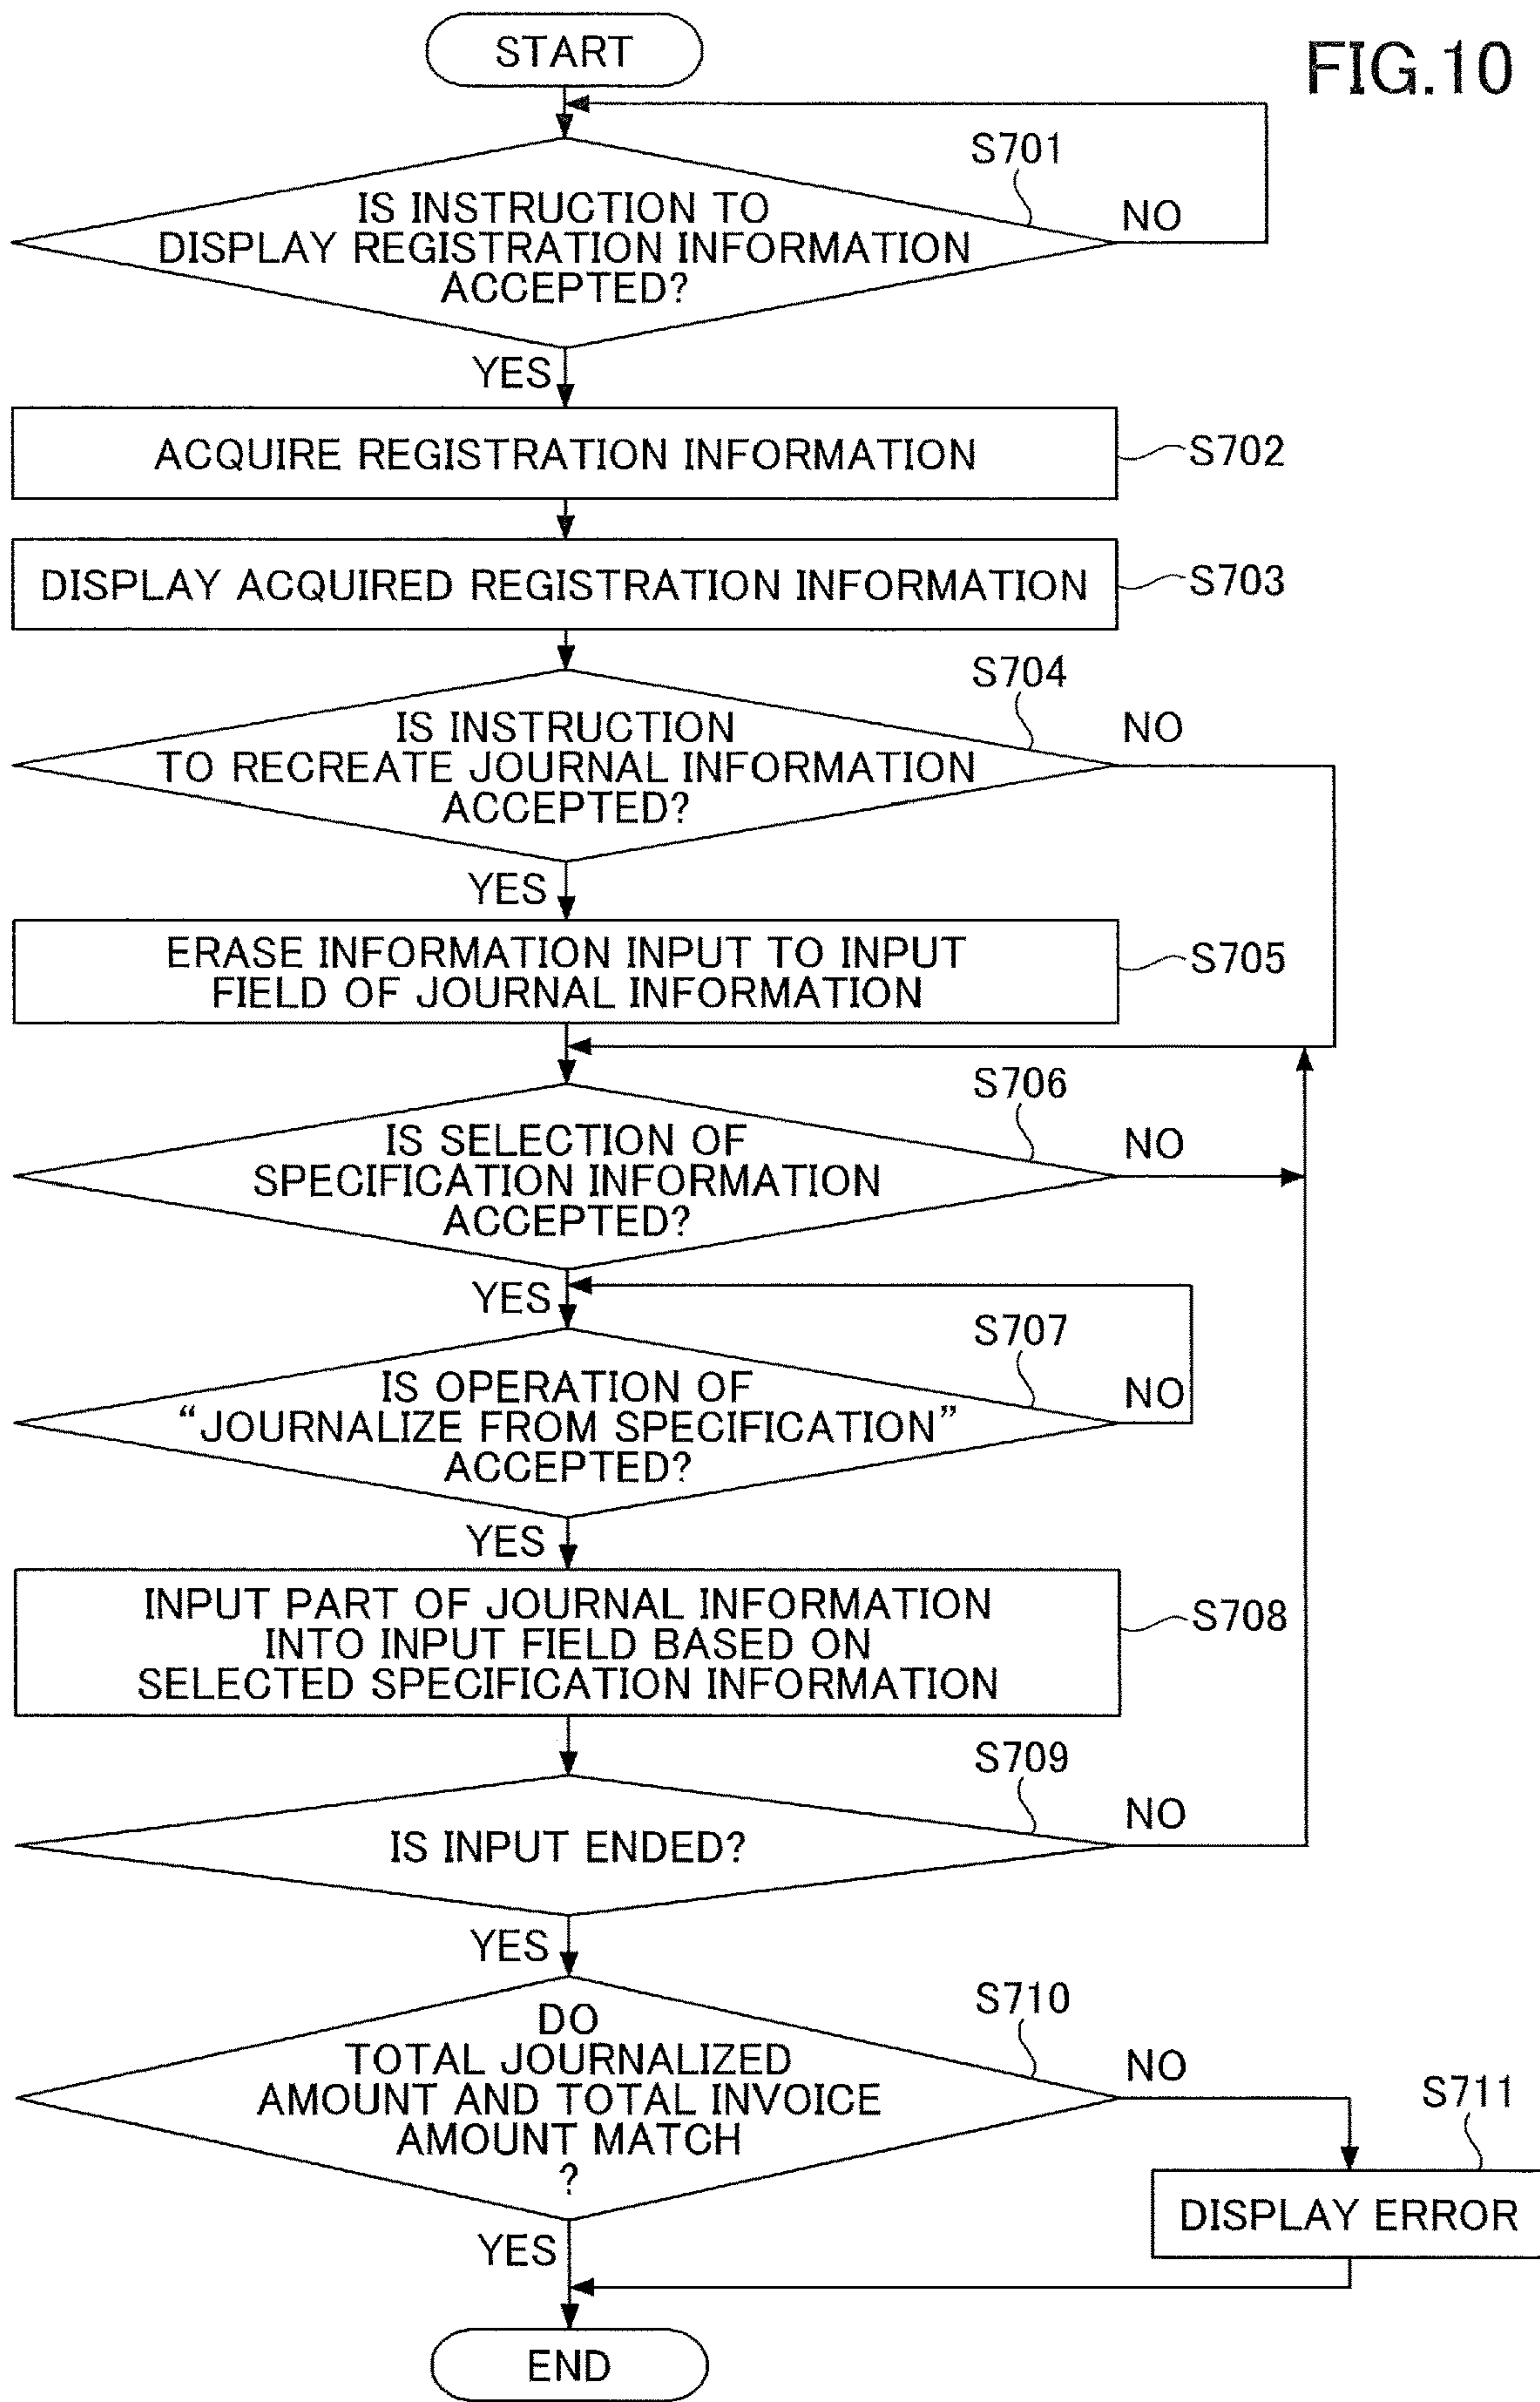 START
FIG.10
S701
IS INSTRUCTION TO
DISPLAY REGISTRATION INFORMATION
ACCEPTED?
NO
YES
ACQUIRE REGISTRATION INFORMATION
S702
DISPLAY ACQUIRED REGISTRATION INFORMATION
S703
S704
IS INSTRUCTION
TO RECREATE JOURNAL INFORMATION
ACCEPTED?
NO
YES
ERASE INFORMATION INPUT TO INPUT
FIELD OF JOURNAL INFORMATION
S705
S706
IS SELECTION OF
SPECIFICATION INFORMATION
ACCEPTED?
NO
YES
S707
IS OPERATION OF
“JOURNALIZE FROM SPECIFICATION”
ACCEPTED?
NO
YES
INPUT PART OF JOURNAL INFORMATION
INTO INPUT FIELD BASED ON
SELECTED SPECIFICATION INFORMATION
S708
S709
IS INPUT ENDED?
NO
YES
S710
DO
TOTAL JOURNALIZED
AMOUNT AND TOTAL INVOICE
AMOUNT MATCH
?
NO
YES
S711
DISPLAY ERROR
END